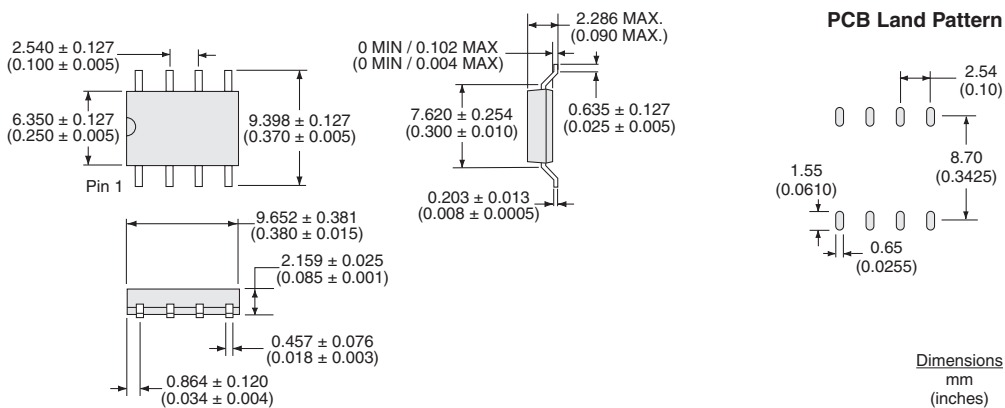 2.540 ± 0.127
(0.100 ± 0.005)
6.350 ± 0.127
(0.250 ± 0.005)
9.398 ± 0.127
(0.370 ± 0.005)
Pin 1
9.652 ± 0.381
(0.380 ± 0.015)
2.159 ± 0.025
(0.085 ± 0.001)
0.457 ± 0.076
(0.018 ± 0.003)
0.864 ± 0.120
(0.034 ± 0.004)
2.286 MAX.
(0.090 MAX.)
0 MIN / 0.102 MAX
(0 MIN / 0.004 MAX)
7.620 ± 0.254
(0.300 ± 0.010)
0.635 ± 0.127
(0.025 ± 0.005)
0.203 ± 0.013
(0.008 ± 0.0005)
PCB Land Pattern
2.54
(0.10)
8.70
(0.3425)
1.55
(0.0610)
0.65
(0.0255)
Dimensions
mm
(inches)